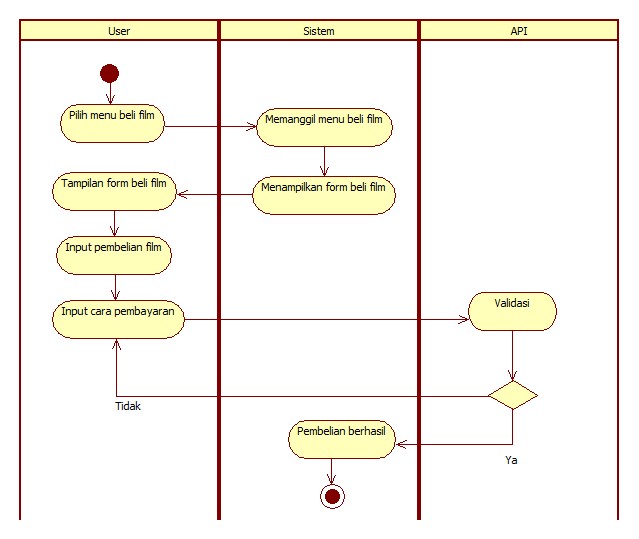 User
Sistem
API
Pilih menu beli film
Memanggil menu beli film
Tampilan form beli film
Menampilkan form beli film
Input pembelian film
Input cara pembayaran
Validasi
Tidak
Pembelian berhasil
Ya